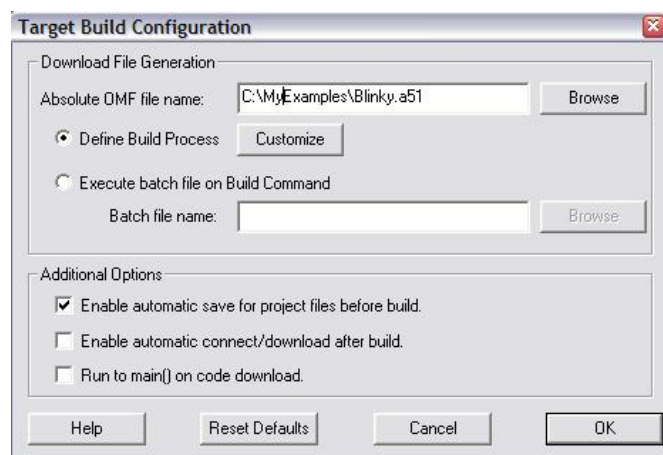 Target Build Configuration
Download File Generation
Absolute OMF file name: C:\MyExamples\Blinky.a51 Browse
Define Build Process Customize
Execute batch file on Build Command
Batch file name: Browse
Additional Options
Enable automatic save for project files before build.
Enable automatic connect/download after build.
Run to main() on code download.
Help Reset Defaults Cancel OK